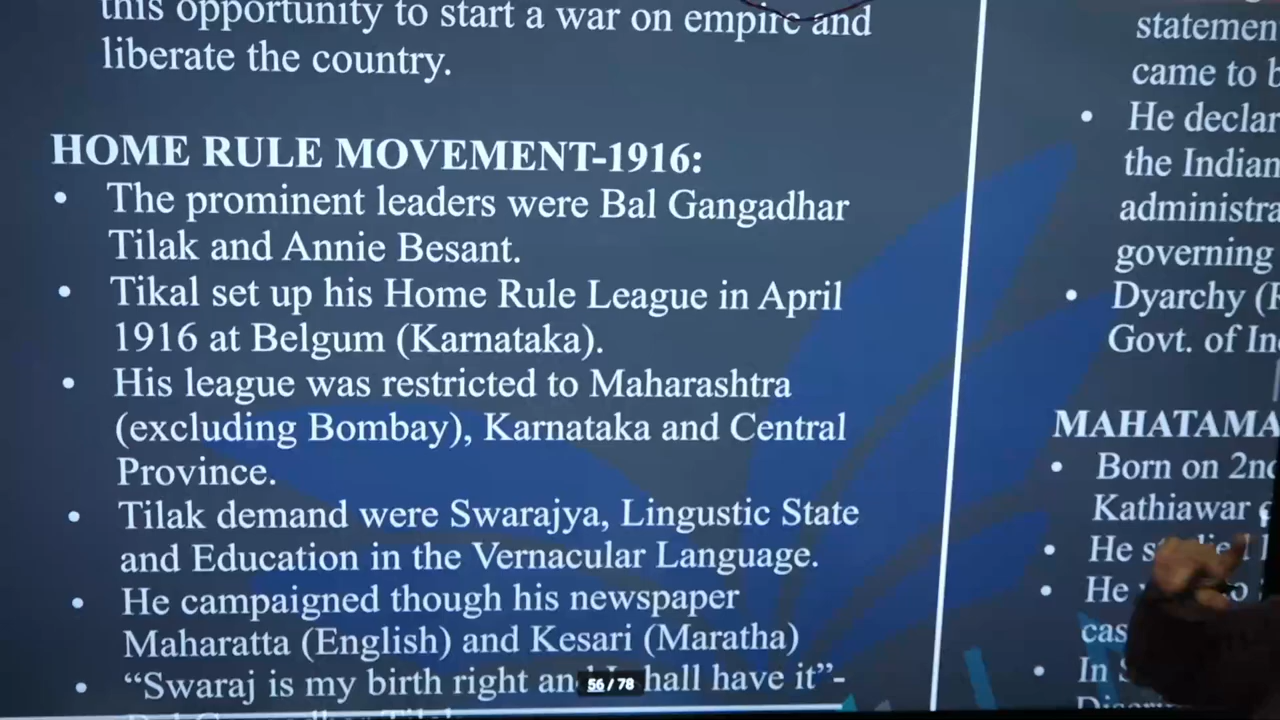 this opportunity to start a war on empire and
liberate the country.
HOME RULE MOVEMENT-1916:
• The prominent leaders were Bal Gangadhar
Tilak and Annie Besant.
• Tikal set up his Home Rule League in April
1916 at Belgum (Karnataka).
• His league was restricted to Maharashtra
(excluding Bombay), Karnataka and Central
Province.
• Tilak demand were Swarajya, Lingustic State
and Education in the Vernacular Language.
• He campaigned though his newspaper
Maharatta (English) and Kesari (Maratha)
• “Swaraj is my birth right and hall have it”-
56 / 78
statemen
came to b
• He declar
the Indian
administra
governing
• Dyarchy (
Govt. of In
MAHATAMA
• Born on 2nd
Kathiawar
• He
• He
cas
• In